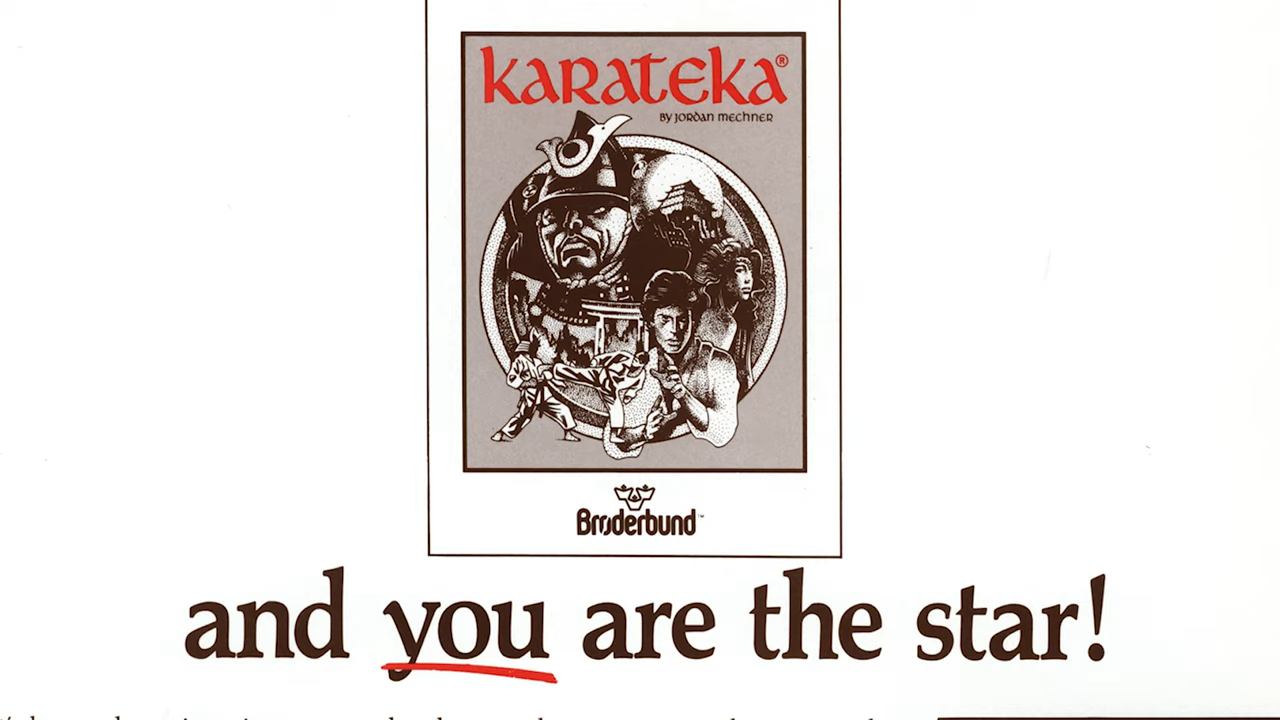 KARATEKA®
BY JORDAN MECHNER
Brøderbund™
and you are the star!